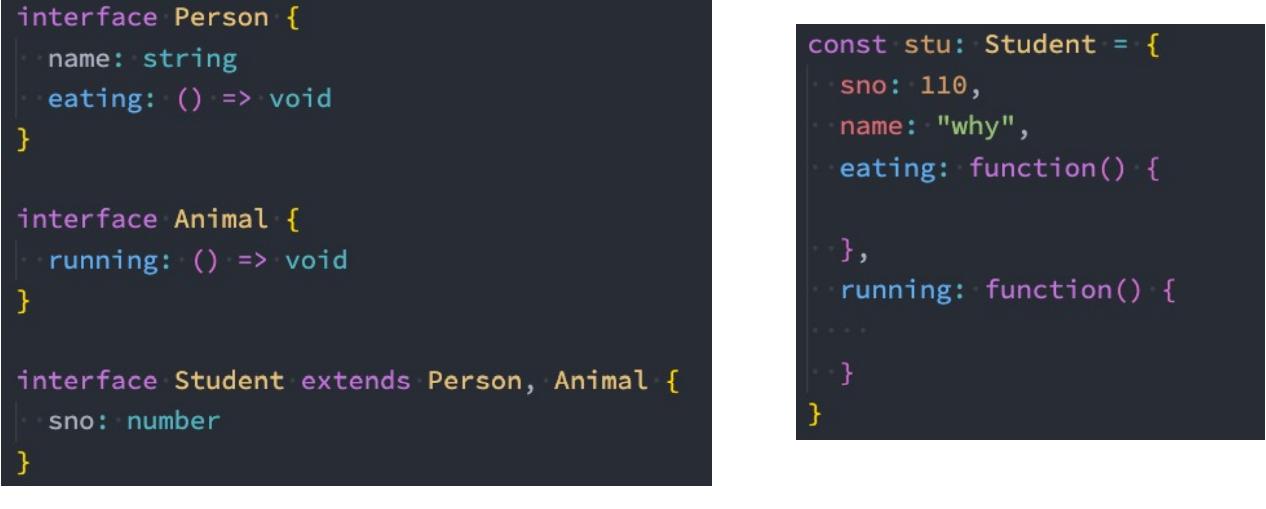 interface Person {
  name: string
  eating: () => void
}

interface Animal {
  running: () => void
}

interface Student extends Person, Animal {
  sno: number
}

const stu: Student = {
  sno: 110,
  name: "why",
  eating: function() {

  },
  running: function() {

  }
}